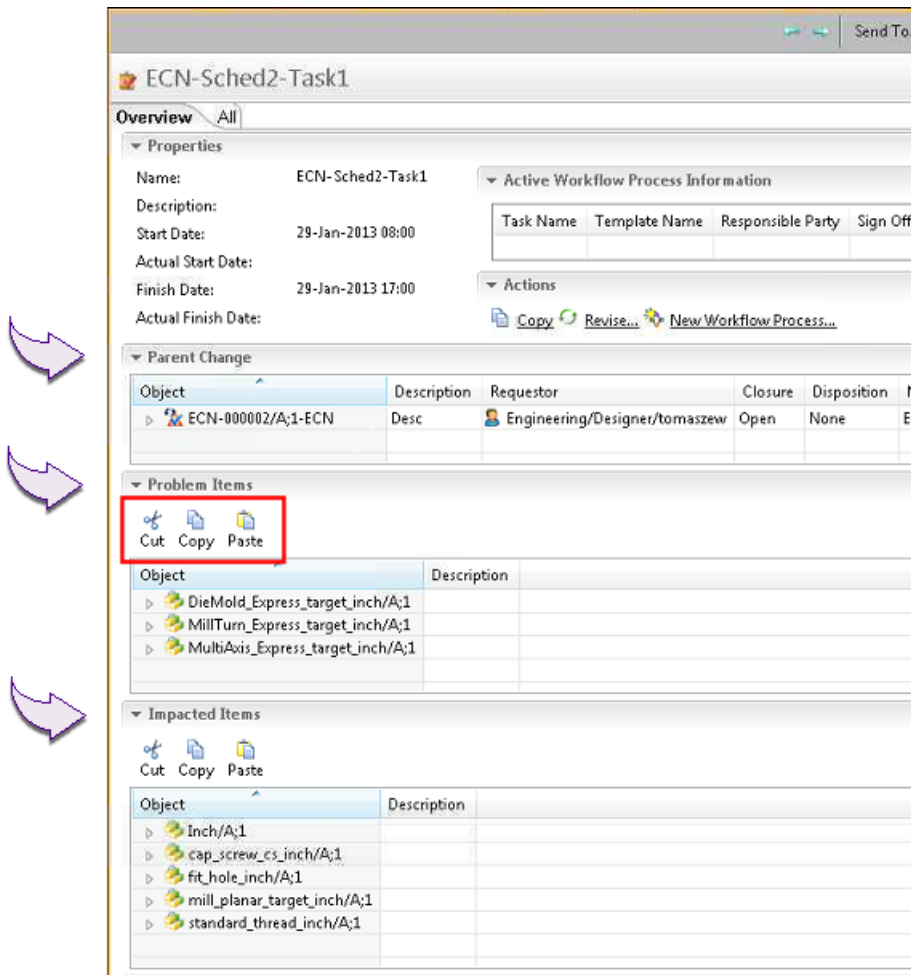 Send To.
ECN-Sched2-Task1
Overview All
Properties
Name: ECN-Sched2-Task1
Description:
Start Date: 29-Jan-2013 08:00
Actual Start Date:
Finish Date: 29-Jan-2013 17:00
Actual Finish Date:
Active Workflow Process Information
Task Name Template Name Responsible Party Sign Off
Actions
Copy Revise... New Workflow Process...
Parent Change
Object Description Requestor Closure Disposition
ECN-000002/A;1-ECN Desc Engineering/Designer/tomaszew Open None E
Problem Items
Cut Copy Paste
Object Description
DieMold_Express_target_inch/A;1
MillTurn_Express_target_inch/A;1
MultiAxis_Express_target_inch/A;1
Impacted Items
Cut Copy Paste
Object Description
Inch/A;1
cap_screw_cs_inch/A;1
fit_hole_inch/A;1
mill_planar_target_inch/A;1
standard_thread_inch/A;1